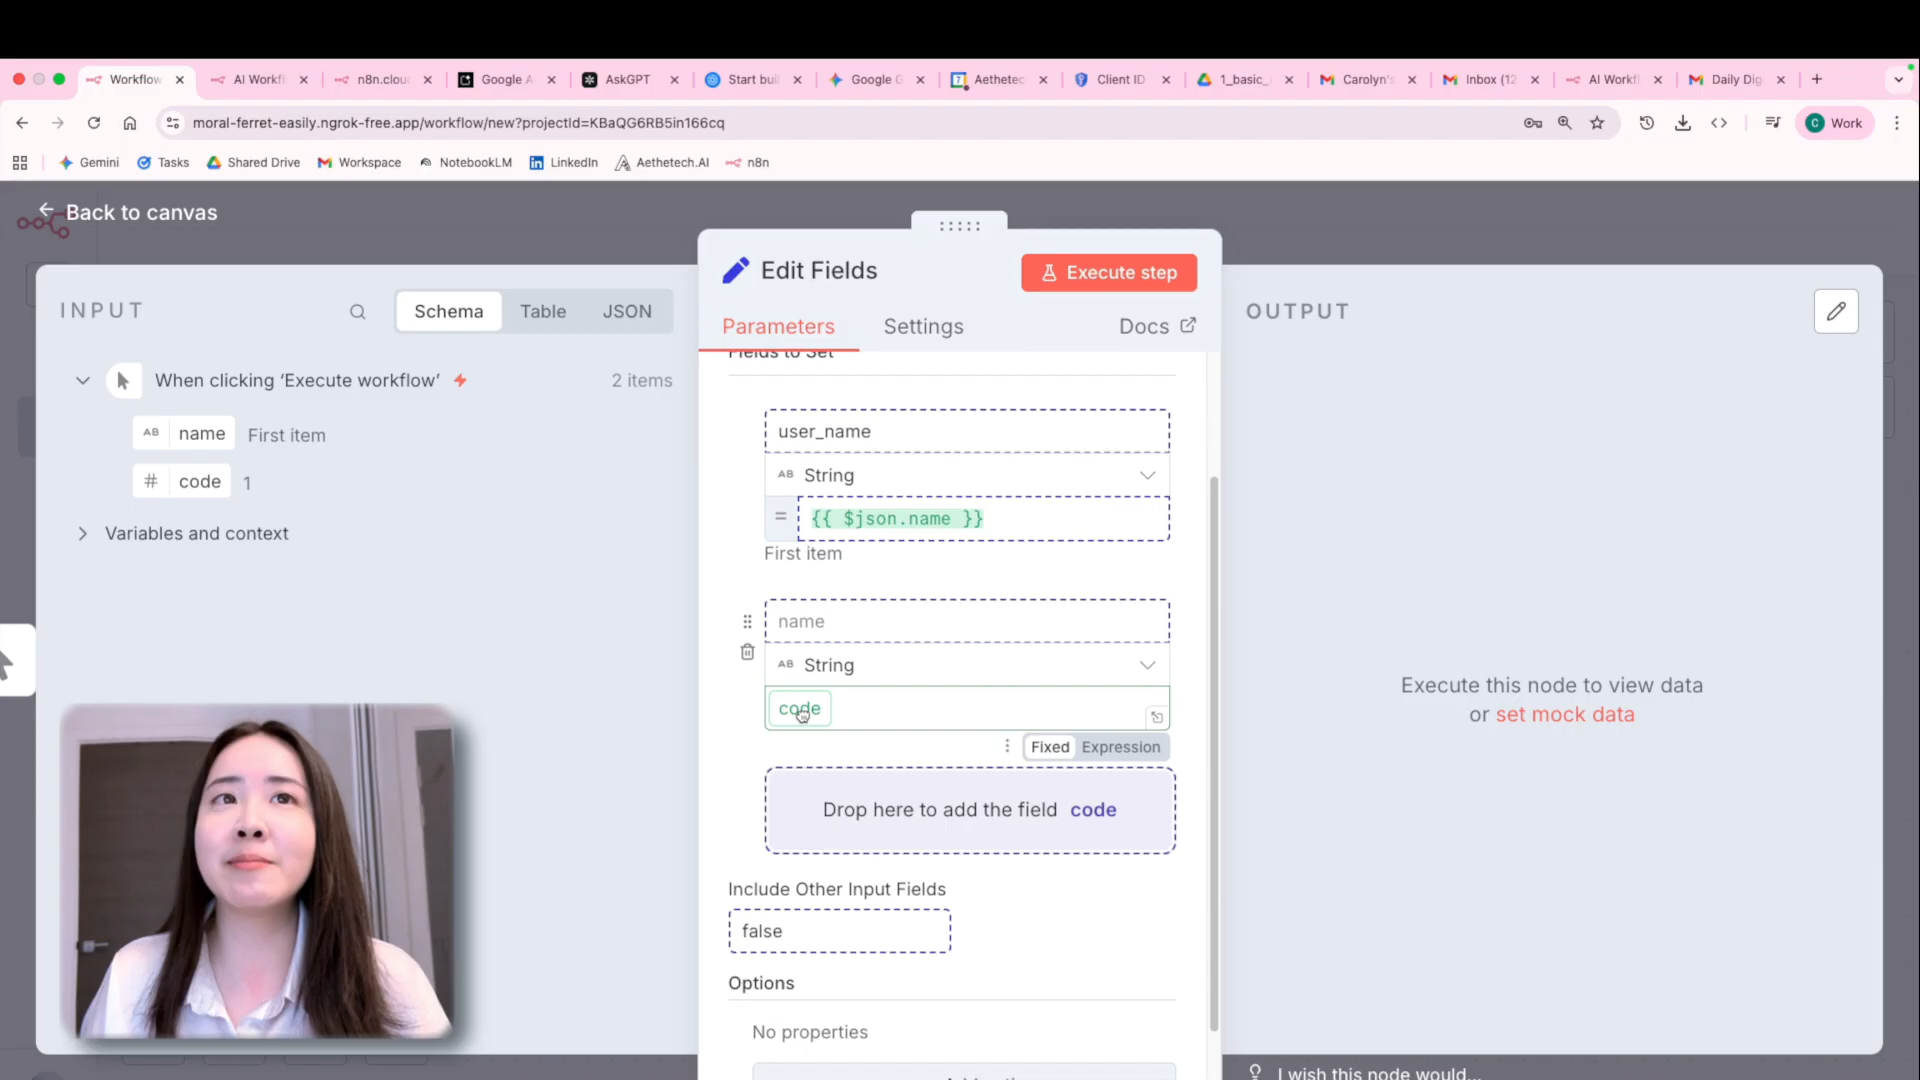 Workflow
AI Workfl
n8n.clou
Google A
AskGPT
Start bui
Google G
Aethetec
Client ID
1_basic_
Carolyn's
Inbox (12
AI Workfl
Daily Dig
moral-ferret-easily.ngrok-free.app/workflow/new?projectId=KBaQG6RB5in166cq
C Work
Gemini
Tasks
Shared Drive
Workspace
NotebookLM
LinkedIn
Aethetech.AI
n8n
Back to canvas
INPUT
Schema
Table
JSON
When clicking ‘Execute workflow’
2 items
AB name First item
# code 1
Variables and context
Edit Fields
Execute step
Parameters
Settings
Docs
Fields to Set
user_name
AB String
= {{ $json.name }}
First item
name
AB String
code
Fixed Expression
Drop here to add the field code
Include Other Input Fields
false
Options
No properties
OUTPUT
Execute this node to view data
or set mock data
I wish this node would...